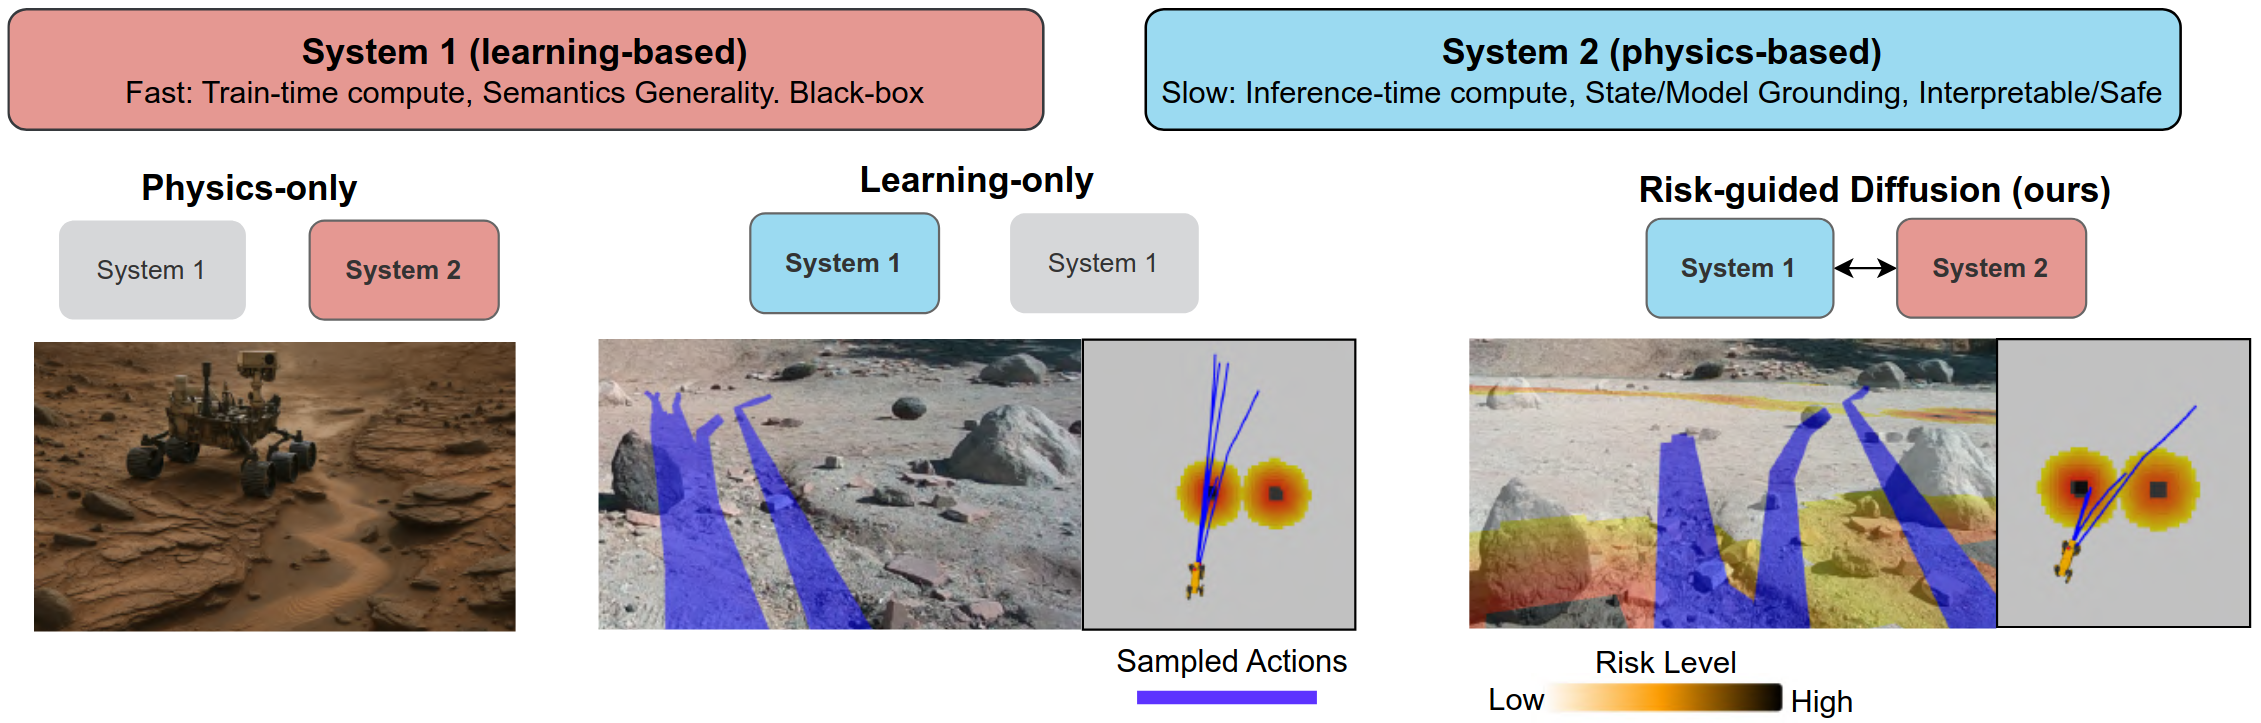 System 1 (learning-based)
Fast: Train-time compute, Semantics Generality. Black-box
System 2 (physics-based)
Slow: Inference-time compute, State/Model Grounding, Interpretable/Safe
Physics-only
System 1
System 2
Learning-only
System 1
System 1
Risk-guided Diffusion (ours)
System 1
System 2
Sampled Actions
Risk Level
Low
High